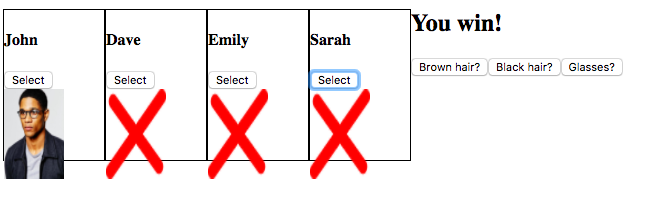 You win!
John Dave Emily Sarah
Brown hair? Black hair? Glasses?
Select Select Select Select